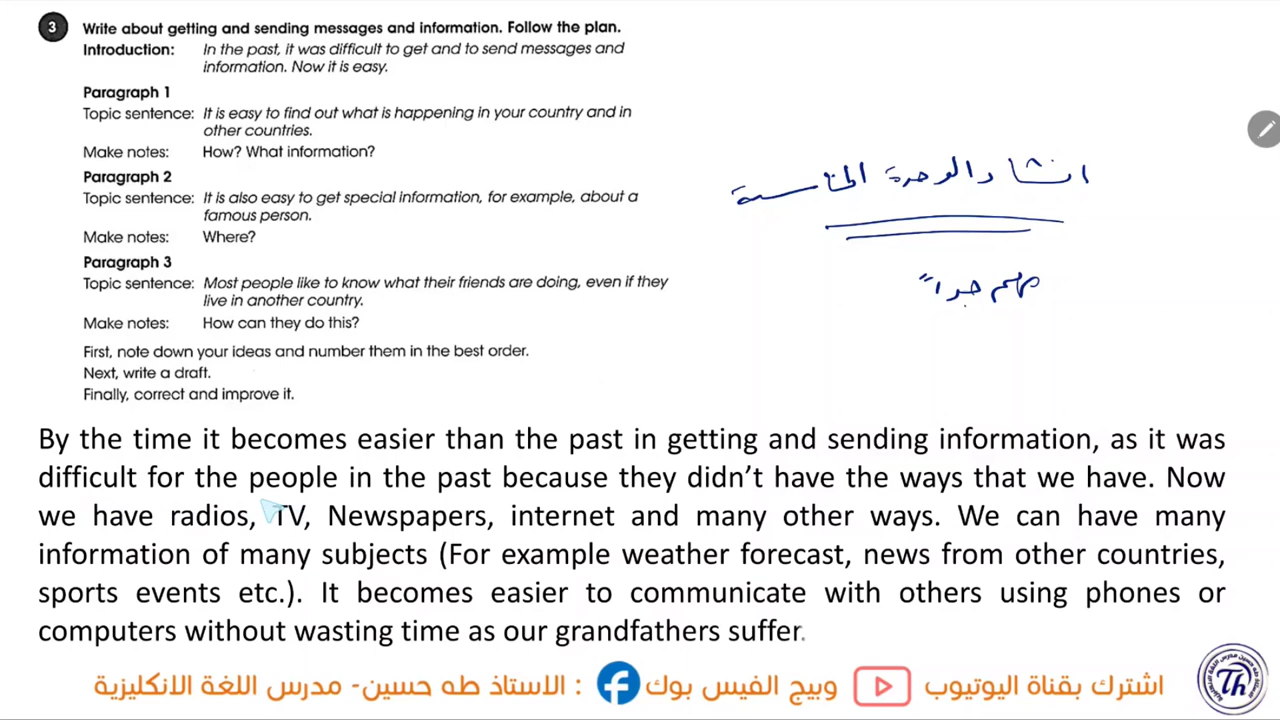 3 Write about getting and sending messages and information. Follow the plan.
Introduction: In the past, it was difficult to get and to send messages and
information. Now it is easy.
Paragraph 1
Topic sentence: It is easy to find out what is happening in your country and in
other countries.
Make notes: How? What information?
Paragraph 2
Topic sentence: It is also easy to get special information, for example, about a
famous person.
Make notes: Where?
Paragraph 3
Topic sentence: Most people like to know what their friends are doing, even if they
live in another country.
Make notes: How can they do this?
First, note down your ideas and number them in the best order.
Next, write a draft.
Finally, correct and improve it.
انشاء الوحدة الخامسة
مهم جداً
By the time it becomes easier than the past in getting and sending information, as it was
difficult for the people in the past because they didn't have the ways that we have. Now
we have radios, TV, Newspapers, internet and many other ways. We can have many
information of many subjects (For example weather forecast, news from other countries,
sports events etc.). It becomes easier to communicate with others using phones or
computers without wasting time as our grandfathers suffer.
اشترك بقناة اليوتيوب وبيج الفيس بوك : الاستاذ طه حسين- مدرس اللغة الانكليزية
Th